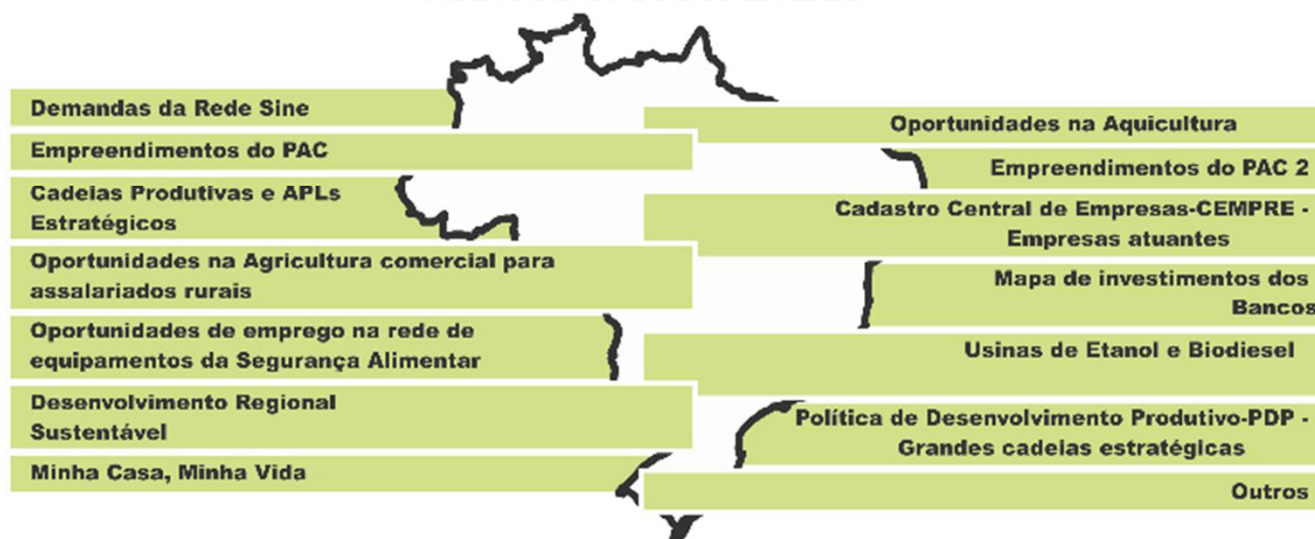 Demandas da Rede Sine
Empreendimentos do PAC
Cadeias Produtivas e APLs
Estratégicos
Oportunidades na Agricultura comercial para
assalariados rurais
Oportunidades de emprego na rede de
equipamentos da Segurança Alimentar
Desenvolvimento Regional
Sustentável
Minha Casa, Minha Vida
Oportunidades na Aquicultura
Empreendimentos do PAC 2
Cadastro Central de Empresas-CEMPRE -
Empresas atuantes
Mapa de investimentos dos
Bancos
Usinas de Etanol e Biodiesel
Política de Desenvolvimento Produtivo-PDP -
Grandes cadeias estratégicas
Outros